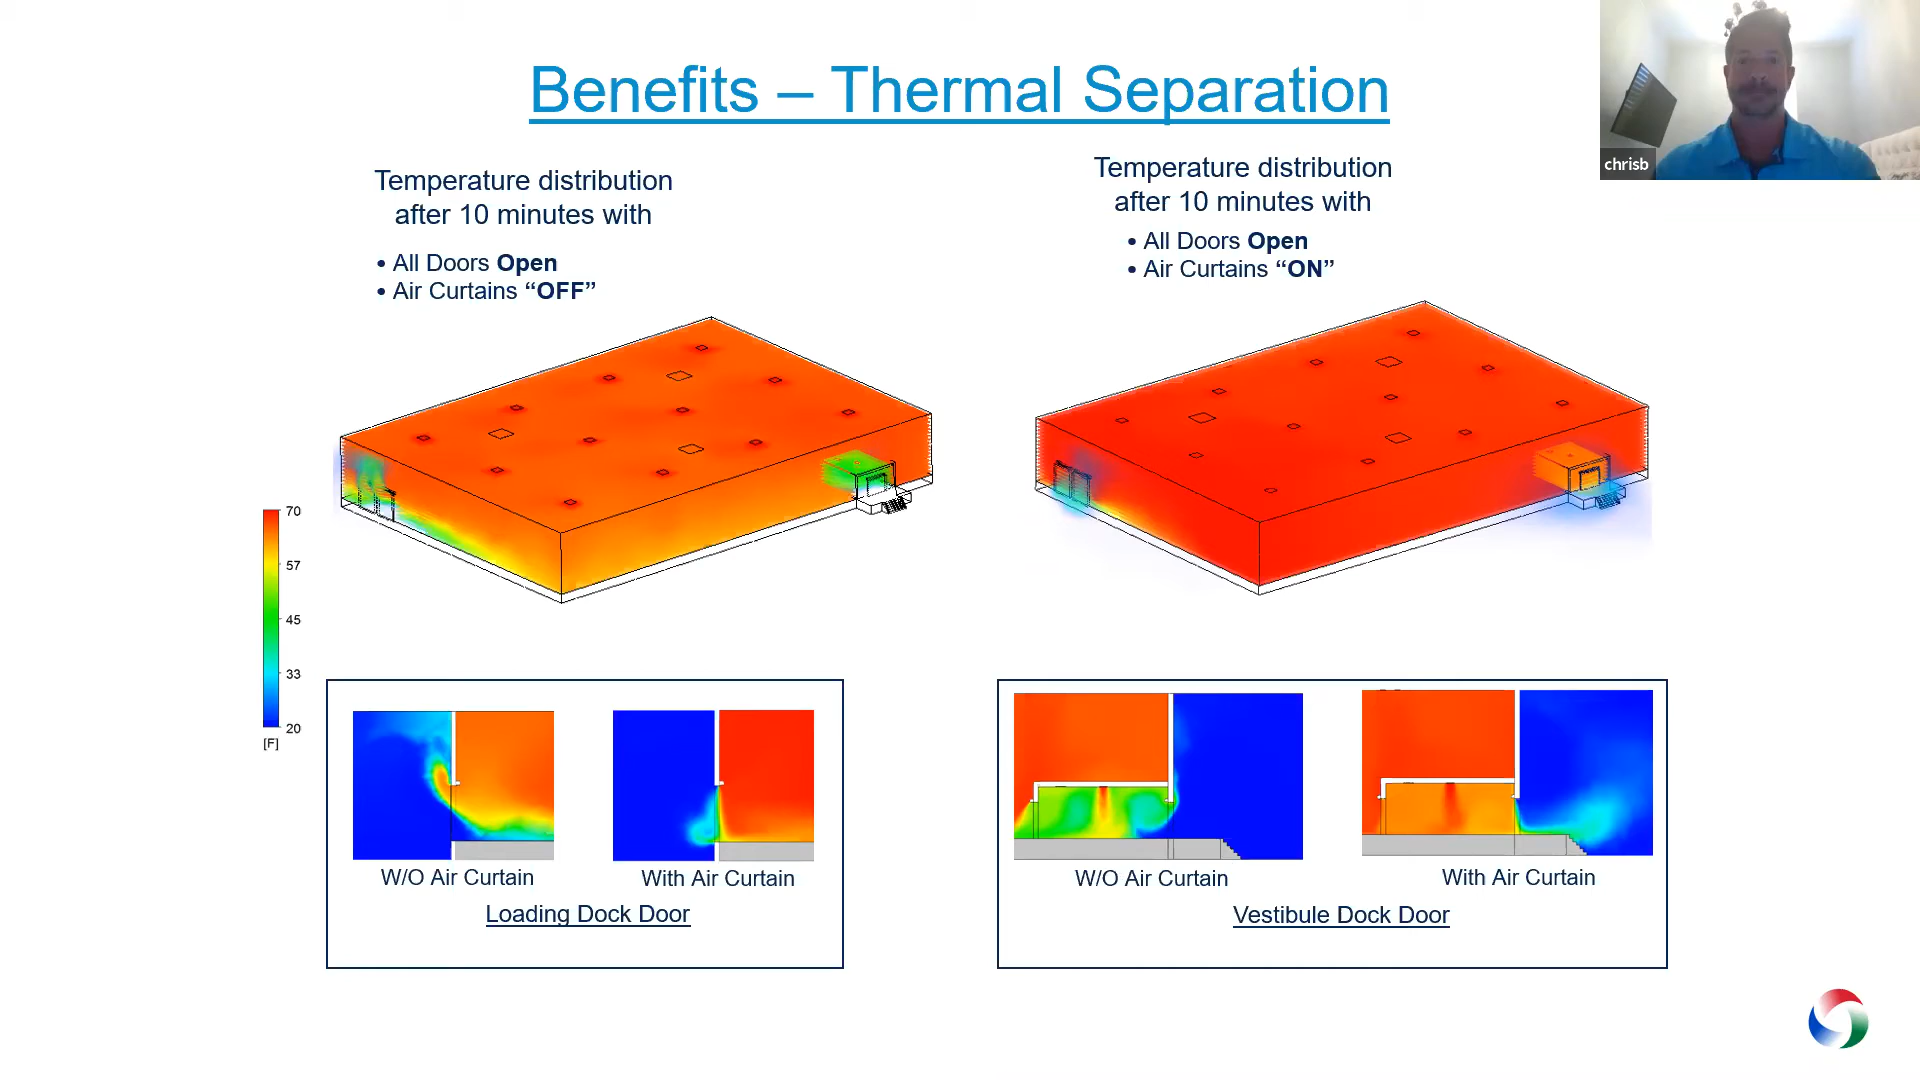 Benefits – Thermal Separation
chrisb
Temperature distribution
after 10 minutes with
• All Doors Open
• Air Curtains “OFF”
Temperature distribution
after 10 minutes with
• All Doors Open
• Air Curtains “ON”
70
57
45
33
20
[F]
W/O Air Curtain
With Air Curtain
Loading Dock Door
W/O Air Curtain
With Air Curtain
Vestibule Dock Door